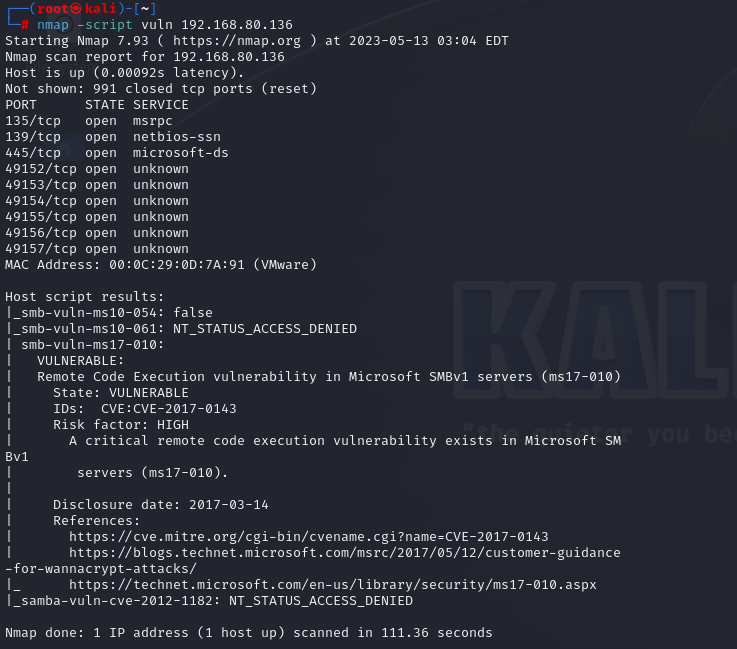 ┌──(root㉿kali)-[~]
└─# nmap -script vuln 192.168.80.136
Starting Nmap 7.93 ( https://nmap.org ) at 2023-05-13 03:04 EDT
Nmap scan report for 192.168.80.136
Host is up (0.00092s latency).
Not shown: 991 closed tcp ports (reset)
PORT      STATE SERVICE
135/tcp   open  msrpc
139/tcp   open  netbios-ssn
445/tcp   open  microsoft-ds
49152/tcp open  unknown
49153/tcp open  unknown
49154/tcp open  unknown
49155/tcp open  unknown
49156/tcp open  unknown
49157/tcp open  unknown
MAC Address: 00:0C:29:0D:7A:91 (VMware)

Host script results:
|_smb-vuln-ms10-054: false
|_smb-vuln-ms10-061: NT_STATUS_ACCESS_DENIED
| smb-vuln-ms17-010:
|   VULNERABLE:
|   Remote Code Execution vulnerability in Microsoft SMBv1 servers (ms17-010)
|     State: VULNERABLE
|     IDs:  CVE:CVE-2017-0143
|     Risk factor: HIGH
|       A critical remote code execution vulnerability exists in Microsoft SM
Bv1
|        servers (ms17-010).
|
|     Disclosure date: 2017-03-14
|     References:
|       https://cve.mitre.org/cgi-bin/cvename.cgi?name=CVE-2017-0143
|       https://blogs.technet.microsoft.com/msrc/2017/05/12/customer-guidance
-for-wannacrypt-attacks/
|_      https://technet.microsoft.com/en-us/library/security/ms17-010.aspx
|_samba-vuln-cve-2012-1182: NT_STATUS_ACCESS_DENIED

Nmap done: 1 IP address (1 host up) scanned in 111.36 seconds
KAL
"the quieter you be